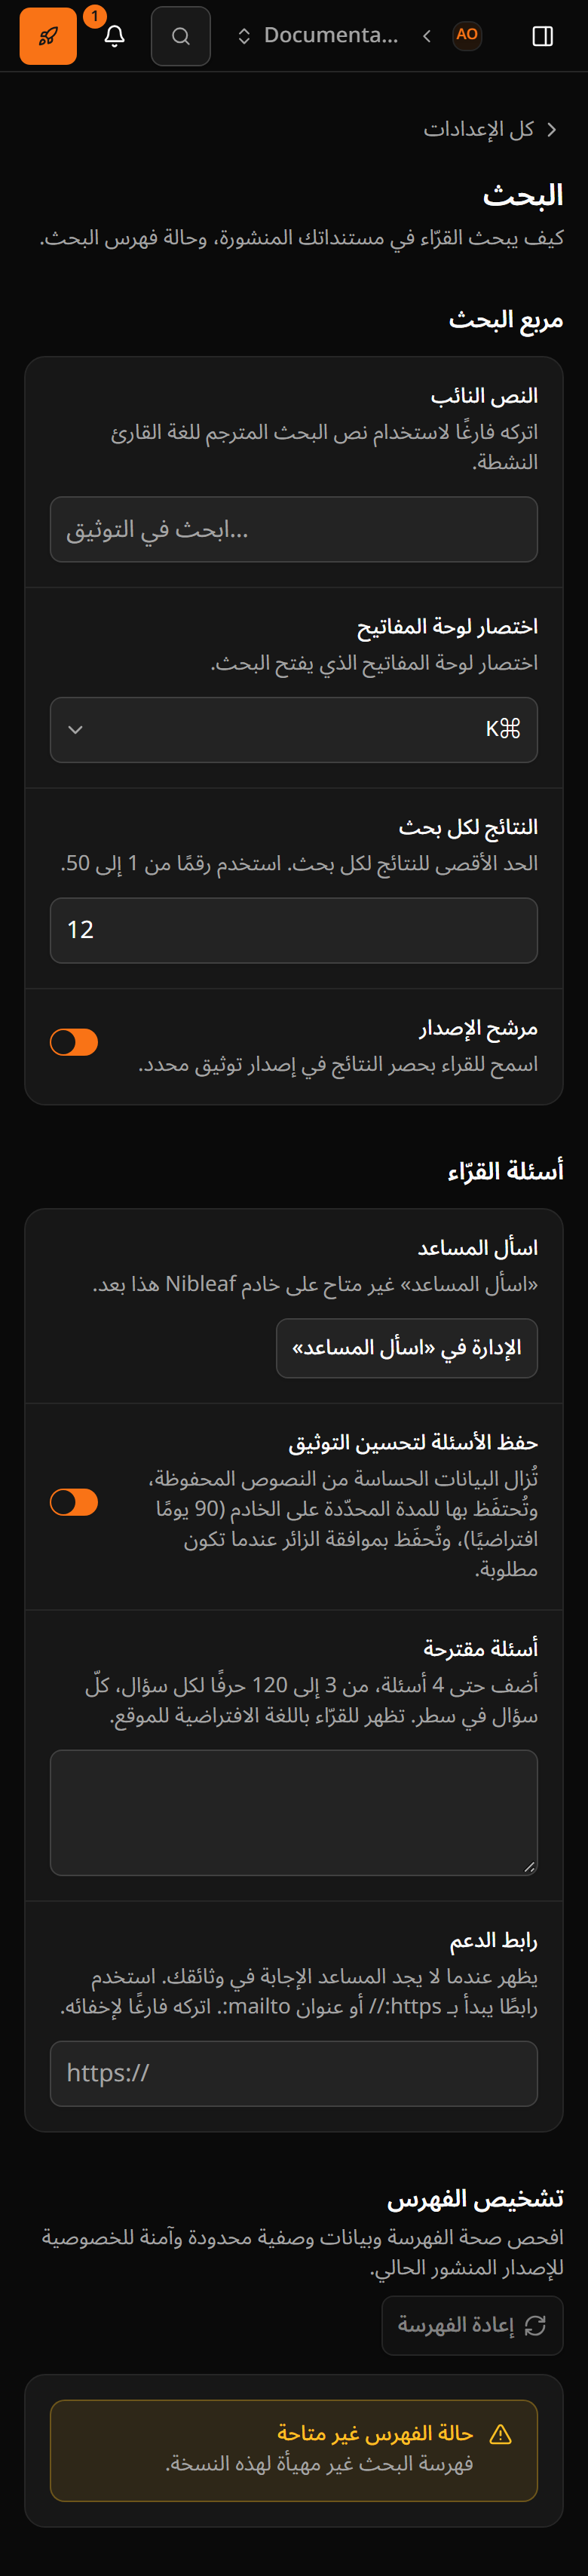 AO
Documenta...
1
كل الإعدادات
البحث
كيف يبحث القرّاء في مستنداتك المنشورة، وحالة فهرس البحث.
مربع البحث
النص النائب
اتركه فارغًا لاستخدام نص البحث المترجم للغة القارئ
النشطة.
ابحث في التوثيق...
اختصار لوحة المفاتيح
اختصار لوحة المفاتيح الذي يفتح البحث.
⌘K
النتائج لكل بحث
الحد الأقصى للنتائج لكل بحث. استخدم رقمًا من 1 إلى 50.
12
مرشح الإصدار
اسمح للقراء بحصر النتائج في إصدار توثيق محدد.
أسئلة القرّاء
اسأل المساعد
«اسأل المساعد» غير متاح على خادم Nibleaf هذا بعد.
الإدارة في «اسأل المساعد»
حفظ الأسئلة لتحسين التوثيق
تُزال البيانات الحساسة من النصوص المحفوظة،
وتُحتفَظ بها للمدة المحدّدة على الخادم (90 يومًا
افتراضيًا)، وتُحفَظ بموافقة الزائر عندما تكون
مطلوبة.
أسئلة مقترحة
أضف حتى 4 أسئلة، من 3 إلى 120 حرفًا لكل سؤال، كلّ
سؤال في سطر. تظهر للقرّاء باللغة الافتراضية للموقع.
رابط الدعم
يظهر عندما لا يجد المساعد الإجابة في وثائقك. استخدم
رابطًا يبدأ بـ https:// أو عنوان mailto:. اتركه فارغًا لإخفائه.
https://
تشخيص الفهرس
افحص صحة الفهرسة وبيانات وصفية محدودة وآمنة للخصوصية
للإصدار المنشور الحالي.
إعادة الفهرسة
حالة الفهرس غير متاحة
فهرسة البحث غير مهيأة لهذه النسخة.